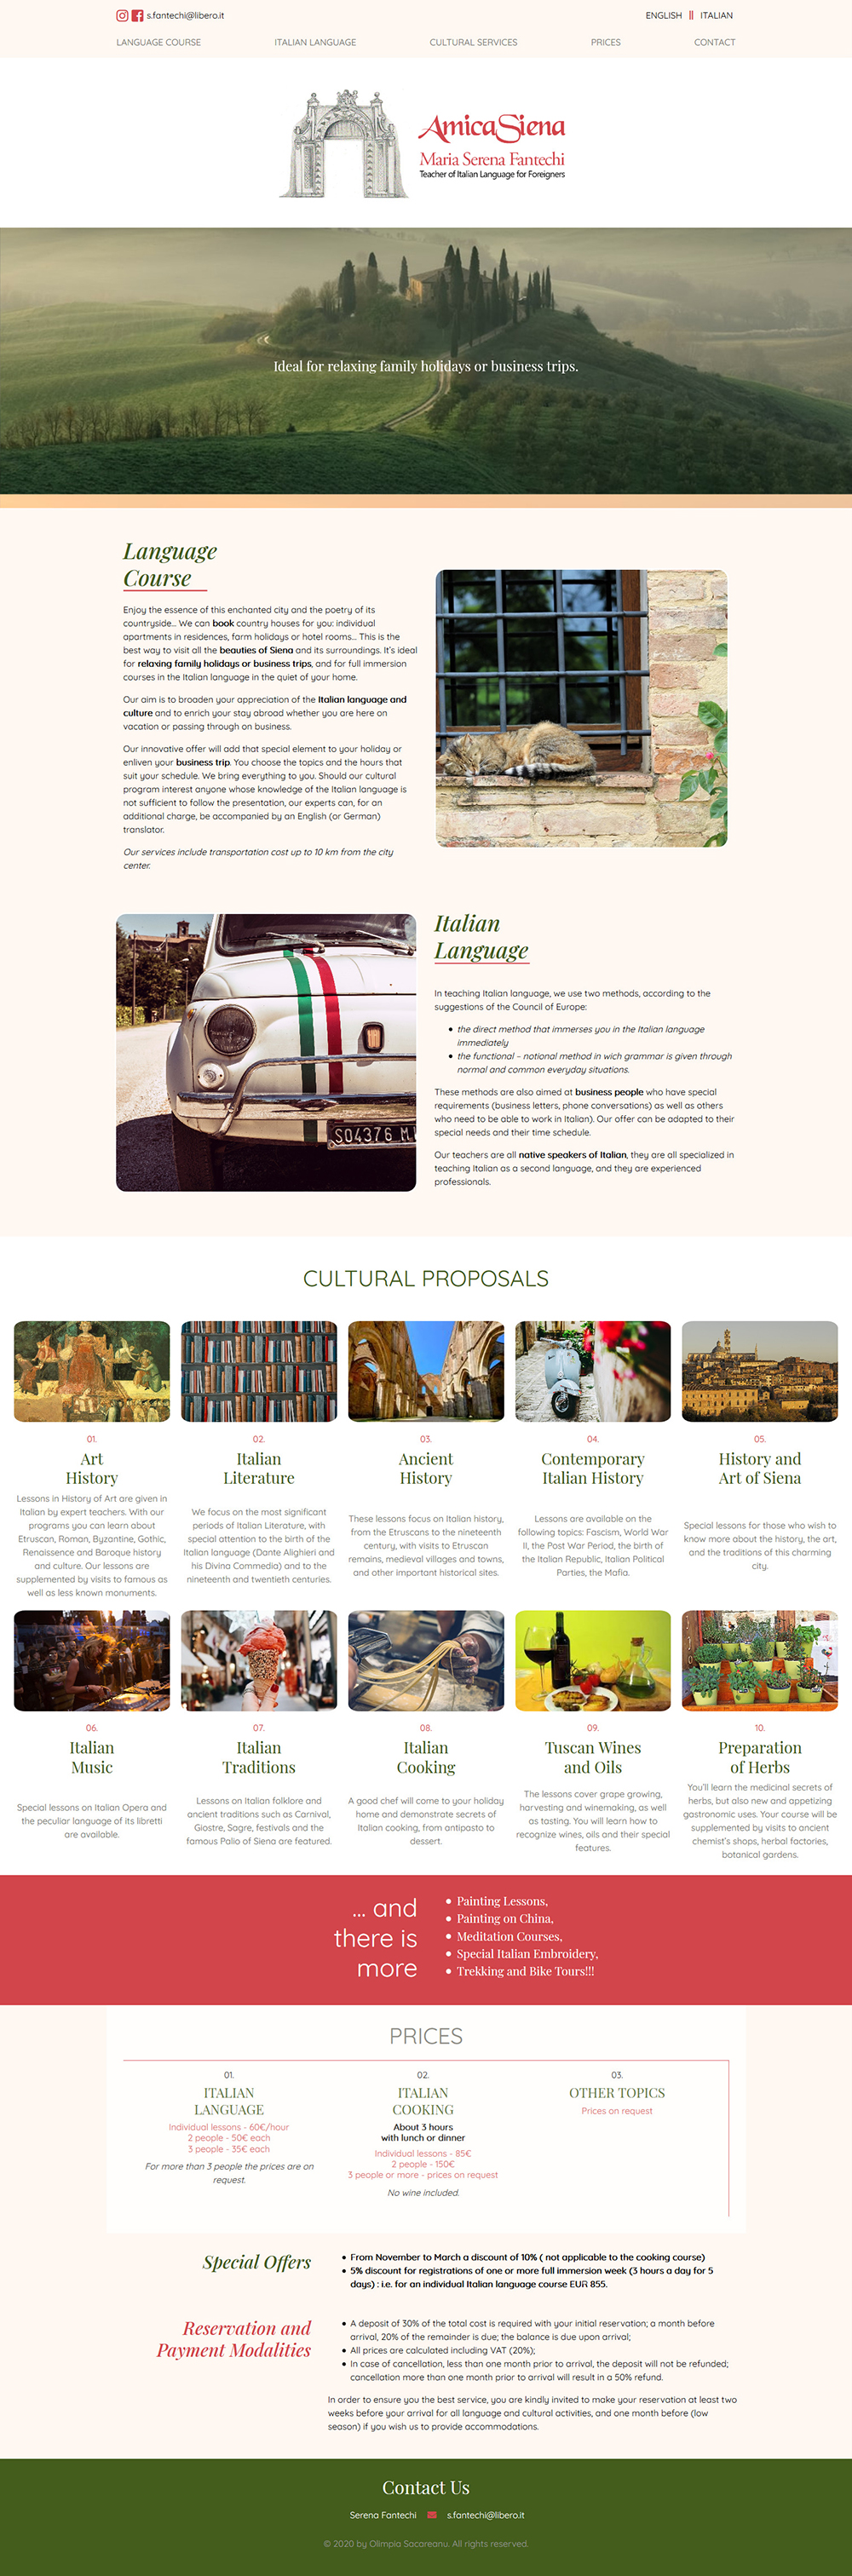 s.fantechi@libero.it
ENGLISH || ITALIAN
LANGUAGE COURSE
ITALIAN LANGUAGE
CULTURAL SERVICES
PRICES
CONTACT
AmicaSiena
Maria Serena Fantechi
Teacher of Italian Language for Foreigners
“
Ideal for relaxing family holidays or business trips.
Language
Course
Enjoy the essence of this enchanted city and the poetry of its
countryside... We can book country houses for you: individual
apartments in residences, farm holidays or hotel rooms... This is the
best way to visit all the beauties of Siena and its surroundings. It's ideal
for relaxing family holidays or business trips, and for full immersion
courses in the Italian language in the quiet of your home.
Our aim is to broaden your appreciation of the Italian language and
culture and to enrich your stay abroad whether you are here on
vacation or passing through on business.
Our innovative offer will add that special element to your holiday or
enliven your business trip. You choose the topics and the hours that
suit your schedule. We bring everything to you. Should our cultural
program interest anyone whose knowledge of the Italian language is
not sufficient to follow the presentation, our experts can, for an
additional charge, be accompanied by an English (or German)
translator.
Our services include transportation cost up to 10 km from the city
center.
SO4376 MI
Italian
Language
In teaching Italian language, we use two methods, according to the
suggestions of the Council of Europe:
• the direct method that immerses you in the Italian language
immediately
• the functional – notional method in wich grammar is given through
normal and common everyday situations.
These methods are also aimed at business people who have special
requirements (business letters, phone conversations) as well as others
who need to be able to work in Italian). Our offer can be adapted to their
special needs and their time schedule.
Our teachers are all native speakers of Italian, they are all specialized in
teaching Italian as a second language, and they are experienced
professionals.
CULTURAL PROPOSALS
01.
Art
History
Lessons in History of Art are given in
Italian by expert teachers. With our
programs you can learn about
Etruscan, Roman, Byzantine, Gothic,
Renaissance and Baroque history
and culture. Our lessons are
supplemented by visits to famous as
well as less known monuments.
02.
Italian
Literature
We focus on the most significant
periods of Italian Literature, with
special attention to the birth of the
Italian language (Dante Alighieri and
his Divina Commedia) and to the
nineteenth and twentieth centuries.
03.
Ancient
History
These lessons focus on Italian history,
from the Etruscans to the nineteenth
century, with visits to Etruscan
remains, medieval villages and towns,
and other important historical sites.
04.
Contemporary
Italian History
Lessons are available on the
following topics: Fascism, World War
II, the Post War Period, the birth of
the Italian Republic, Italian Political
Parties, the Mafia.
05.
History and
Art of Siena
Special lessons for those who wish to
know more about the history, the art,
and the traditions of this charming
city.
06.
Italian
Music
Special lessons on Italian Opera and
the peculiar language of its libretti
are available.
07.
Italian
Traditions
Lessons on Italian folklore and
ancient traditions such as Carnival,
Giostre, Sagre, festivals and the
famous Palio of Siena are featured.
08.
Italian
Cooking
A good chef will come to your holiday
home and demonstrate secrets of
Italian cooking, from antipasto to
dessert.
09.
Tuscan Wines
and Oils
The lessons cover grape growing,
harvesting and winemaking, as well
as tasting. You will learn how to
recognize wines, oils and their special
features.
10.
Preparation
of Herbs
You'll learn the medicinal secrets of
herbs, but also new and appetizing
gastronomic uses. Your course will be
supplemented by visits to ancient
chemist's shops, herbal factories,
botanical gardens.
... and
there is
more
• Painting Lessons,
• Painting on China,
• Meditation Courses,
• Special Italian Embroidery,
• Trekking and Bike Tours!!!
PRICES
01.
ITALIAN
LANGUAGE
Individual lessons - 60€/hour
2 people - 50€ each
3 people - 35€ each
For more than 3 people the prices are on
request.
02.
ITALIAN
COOKING
About 3 hours
with lunch or dinner
Individual lessons - 85€
2 people - 150€
3 people or more - prices on request
No wine included.
03.
OTHER TOPICS
Prices on request
Special Offers
• From November to March a discount of 10% ( not applicable to the cooking course)
• 5% discount for registrations of one or more full immersion week (3 hours a day for 5
days) : i.e. for an individual Italian language course EUR 855.
Reservation and
Payment Modalities
• A deposit of 30% of the total cost is required with your initial reservation; a month before
arrival, 20% of the remainder is due; the balance is due upon arrival;
• All prices are calculated including VAT (20%);
• In case of cancellation, less than one month prior to arrival, the deposit will not be refunded;
cancellation more than one month prior to arrival will result in a 50% refund.
In order to ensure you the best service, you are kindly invited to make your reservation at least two
weeks before your arrival for all language and cultural activities, and one month before (low
season) if you wish us to provide accommodations.
Contact Us
Serena Fantechi
s.fantechi@libero.it
© 2020 by Olimpia Sacareanu. All rights reserved.